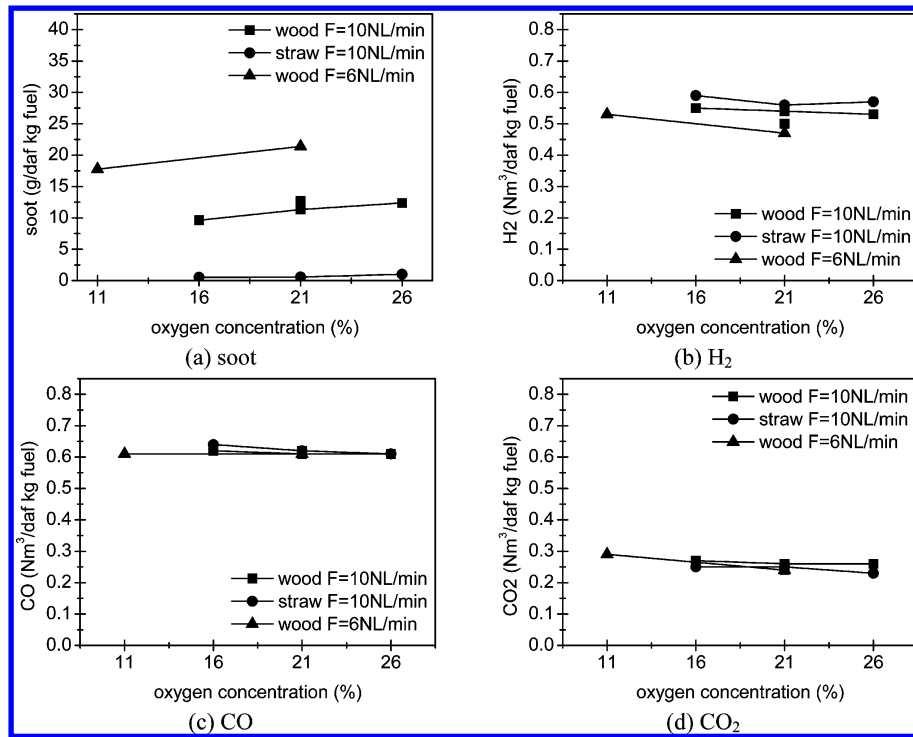 40
35
30
25
20
15
10
5
0
soot (g/daf kg fuel)
wood F=10NL/min
straw F=10NL/min
wood F=6NL/min
11 16 21 26
oxygen concentration (%)
(a) soot
0.8
0.7
0.6
0.5
0.4
0.3
0.2
0.1
0.0
H2 (Nm³/daf kg fuel)
wood F=10NL/min
straw F=10NL/min
wood F=6NL/min
11 16 21 26
oxygen concentration (%)
(b) H₂
0.8
0.7
0.6
0.5
0.4
0.3
0.2
0.1
0.0
CO (Nm³/daf kg fuel)
wood F=10NL/min
straw F=10NL/min
wood F=6NL/min
11 16 21 26
oxygen concentration (%)
(c) CO
0.8
0.7
0.6
0.5
0.4
0.3
0.2
0.1
0.0
CO2 (Nm³/daf kg fuel)
wood F=10NL/min
straw F=10NL/min
wood F=6NL/min
11 16 21 26
oxygen concentration (%)
(d) CO₂